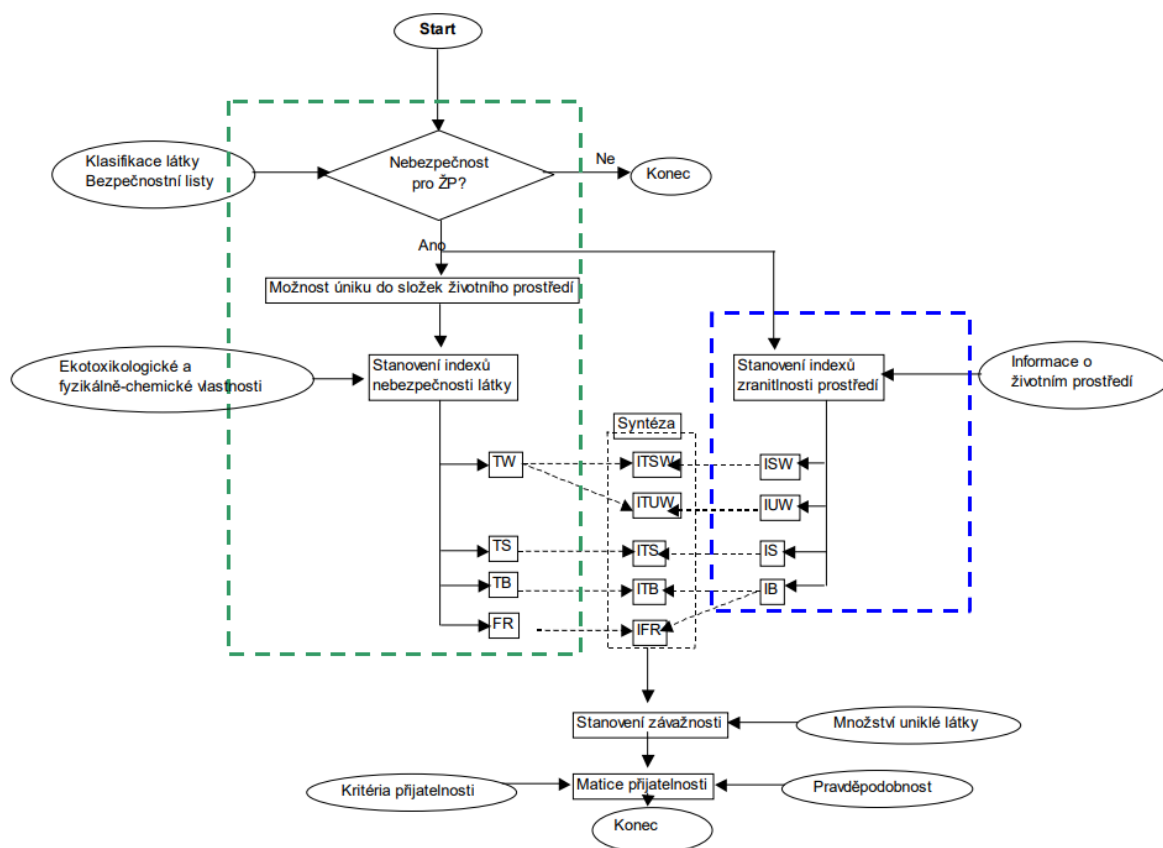 Start
Klasifikace látky
Bezpečnostní listy
Nebezpečnost
pro ŽP?
Ne
Konec
Ano
Možnost úniku do složek životního prostředí
Ekotoxikologické a
fyzikálně-chemické vlastnosti
Stanovení indexů
nebezpečnosti látky
Stanovení indexů
zranitlnosti prostředí
Informace o
životním prostředí
Syntéza
TW
ITSW
ISW
ITUW
IUW
TS
ITS
IS
TB
ITB
IB
FR
IFR
Stanovení závažnosti
Množství uniklé látky
Kritéria přijatelnosti
Matice přijatelnosti
Pravděpodobnost
Konec